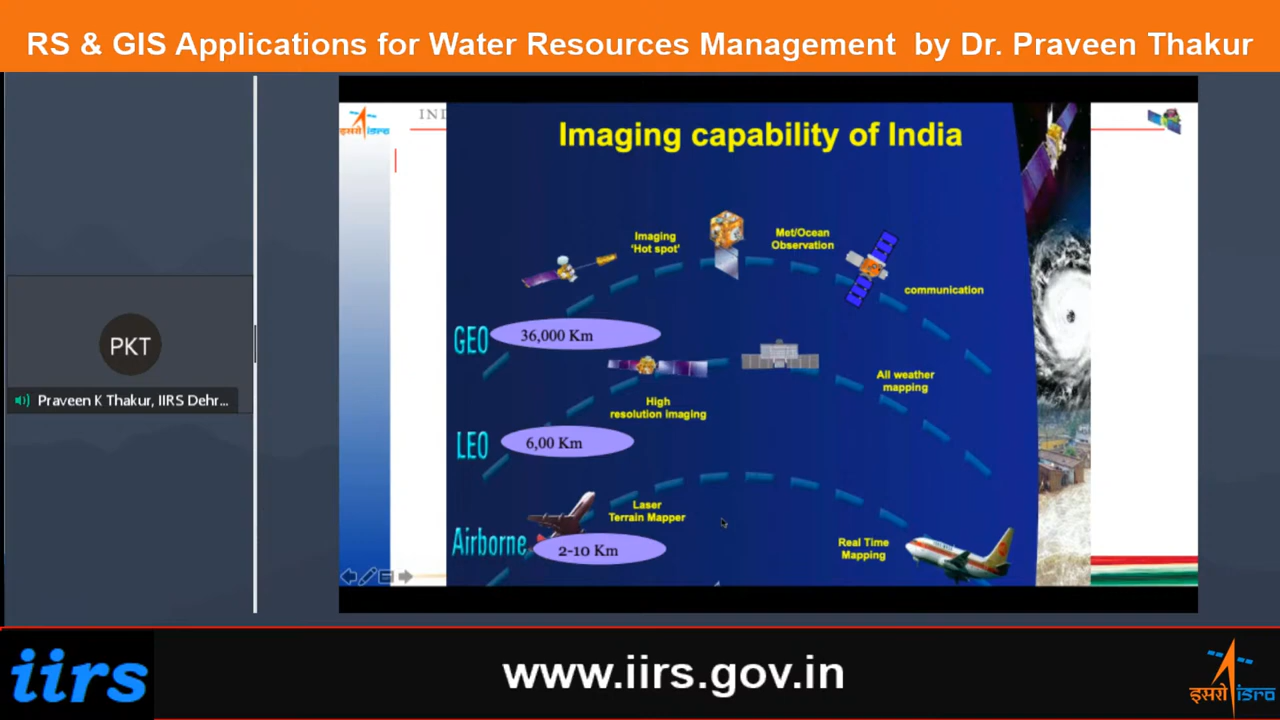 RS & GIS Applications for Water Resources Management by Dr. Praveen Thakur
इसरो isro
IND
Imaging capability of India
Imaging
'Hot spot'
Met/Ocean
Observation
communication
GEO
36,000 Km
All weather
mapping
High
resolution imaging
LEO
6,00 Km
Laser
Terrain Mapper
Airborne
2-10 Km
Real Time
Mapping
PKT
Praveen K Thakur, IIRS Dehr...
iirs
www.iirs.gov.in
इसरो isro